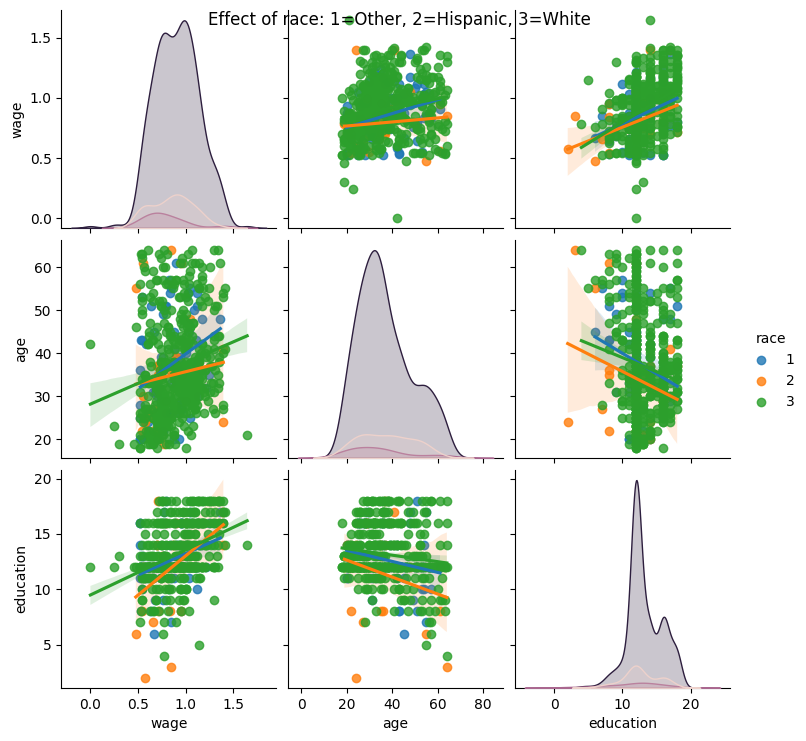 Effect of race: 1=Other, 2=Hispanic, 3=White
1.5
1.0
0.5
0.0
wage
60
50
40
30
20
age
race
1
2
3
20
15
10
5
education
0.0 0.5 1.0 1.5
0 20 40 60 80
0 10 20
wage
age
education